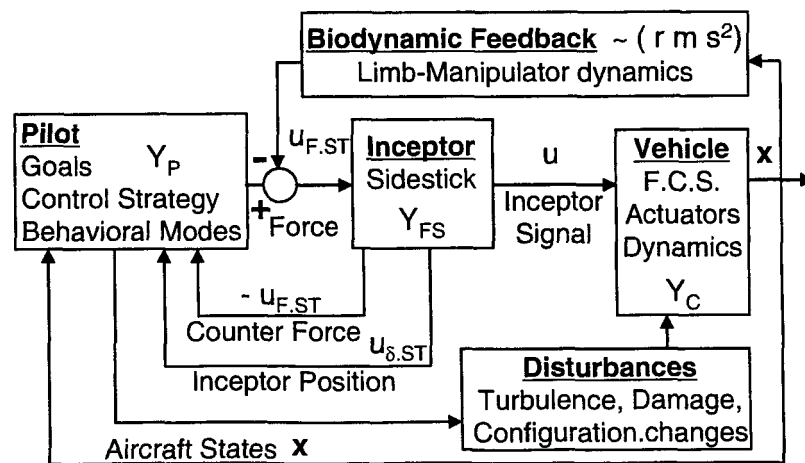 Biodynamic Feedback ~ ( r m s²)
Limb-Manipulator dynamics
Pilot
Goals
Y_P
Control Strategy
Behavioral Modes
-
+
u_F.ST
Force
Inceptor
Sidestick
Y_FS
u
Inceptor
Signal
Vehicle
F.C.S.
Actuators
Dynamics
Y_C
x
- u_F.ST
Counter Force
u_δ.ST
Inceptor Position
Disturbances
Turbulence, Damage,
Configuration.changes
Aircraft States x